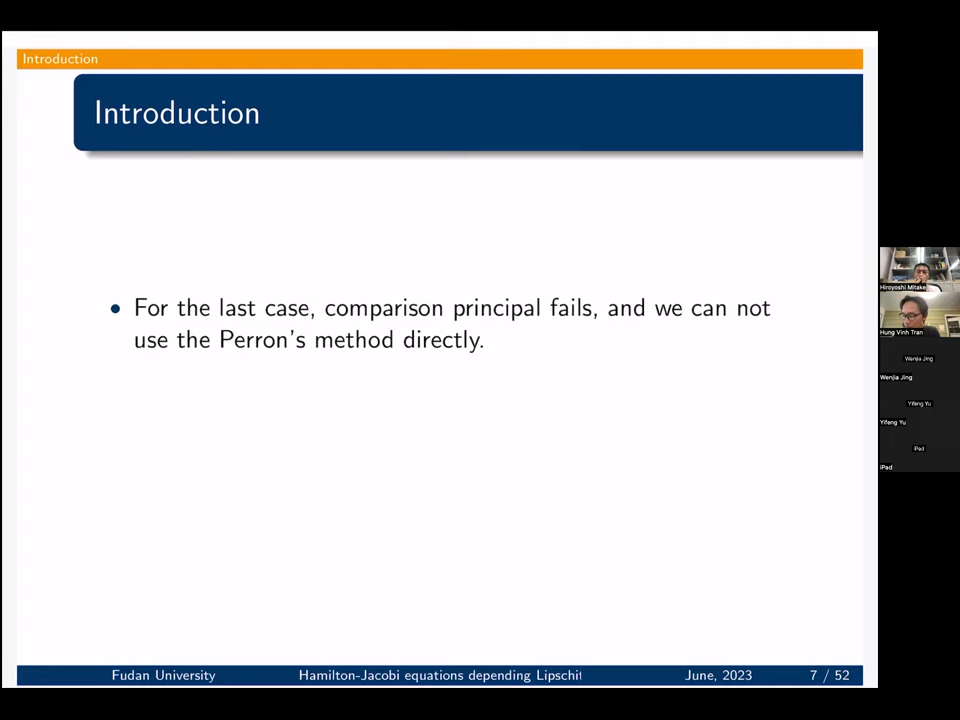 Introduction
Introduction
• For the last case, comparison principal fails, and we can not
use the Perron's method directly.
Fudan University Hamilton-Jacobi equations depending Lipschit June, 2023 7 / 52
Hiroyoshi Mitake
Hung Vinh Tran
Wenjia Jing
Wenjia Jing
Yifeng Yu
Yifeng Yu
iPad
iPad